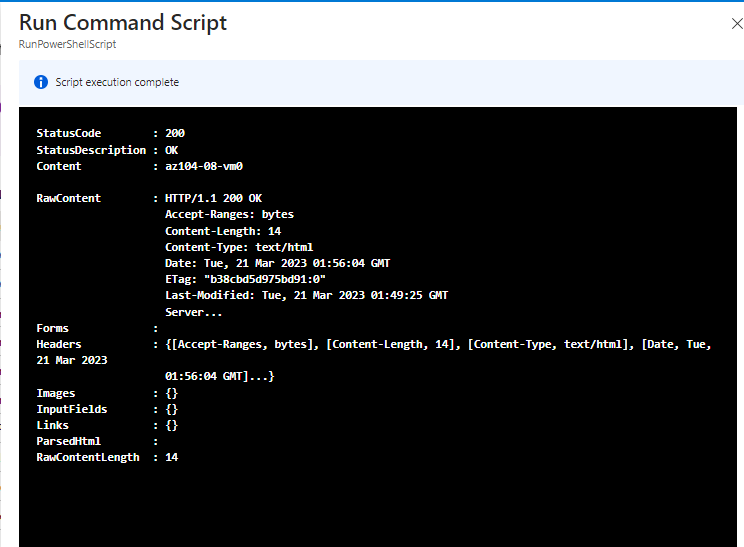 Run Command Script
RunPowerShellScript
Script execution complete
StatusCode : 200
StatusDescription : OK
Content : az104-08-vm0
RawContent : HTTP/1.1 200 OK
Accept-Ranges: bytes
Content-Length: 14
Content-Type: text/html
Date: Tue, 21 Mar 2023 01:56:04 GMT
ETag: "b38cbd5d975bd91:0"
Last-Modified: Tue, 21 Mar 2023 01:49:25 GMT
Server...
Forms :
Headers : {[Accept-Ranges, bytes], [Content-Length, 14], [Content-Type, text/html], [Date, Tue,
21 Mar 2023
01:56:04 GMT]...}
Images : {}
InputFields : {}
Links : {}
ParsedHtml :
RawContentLength : 14